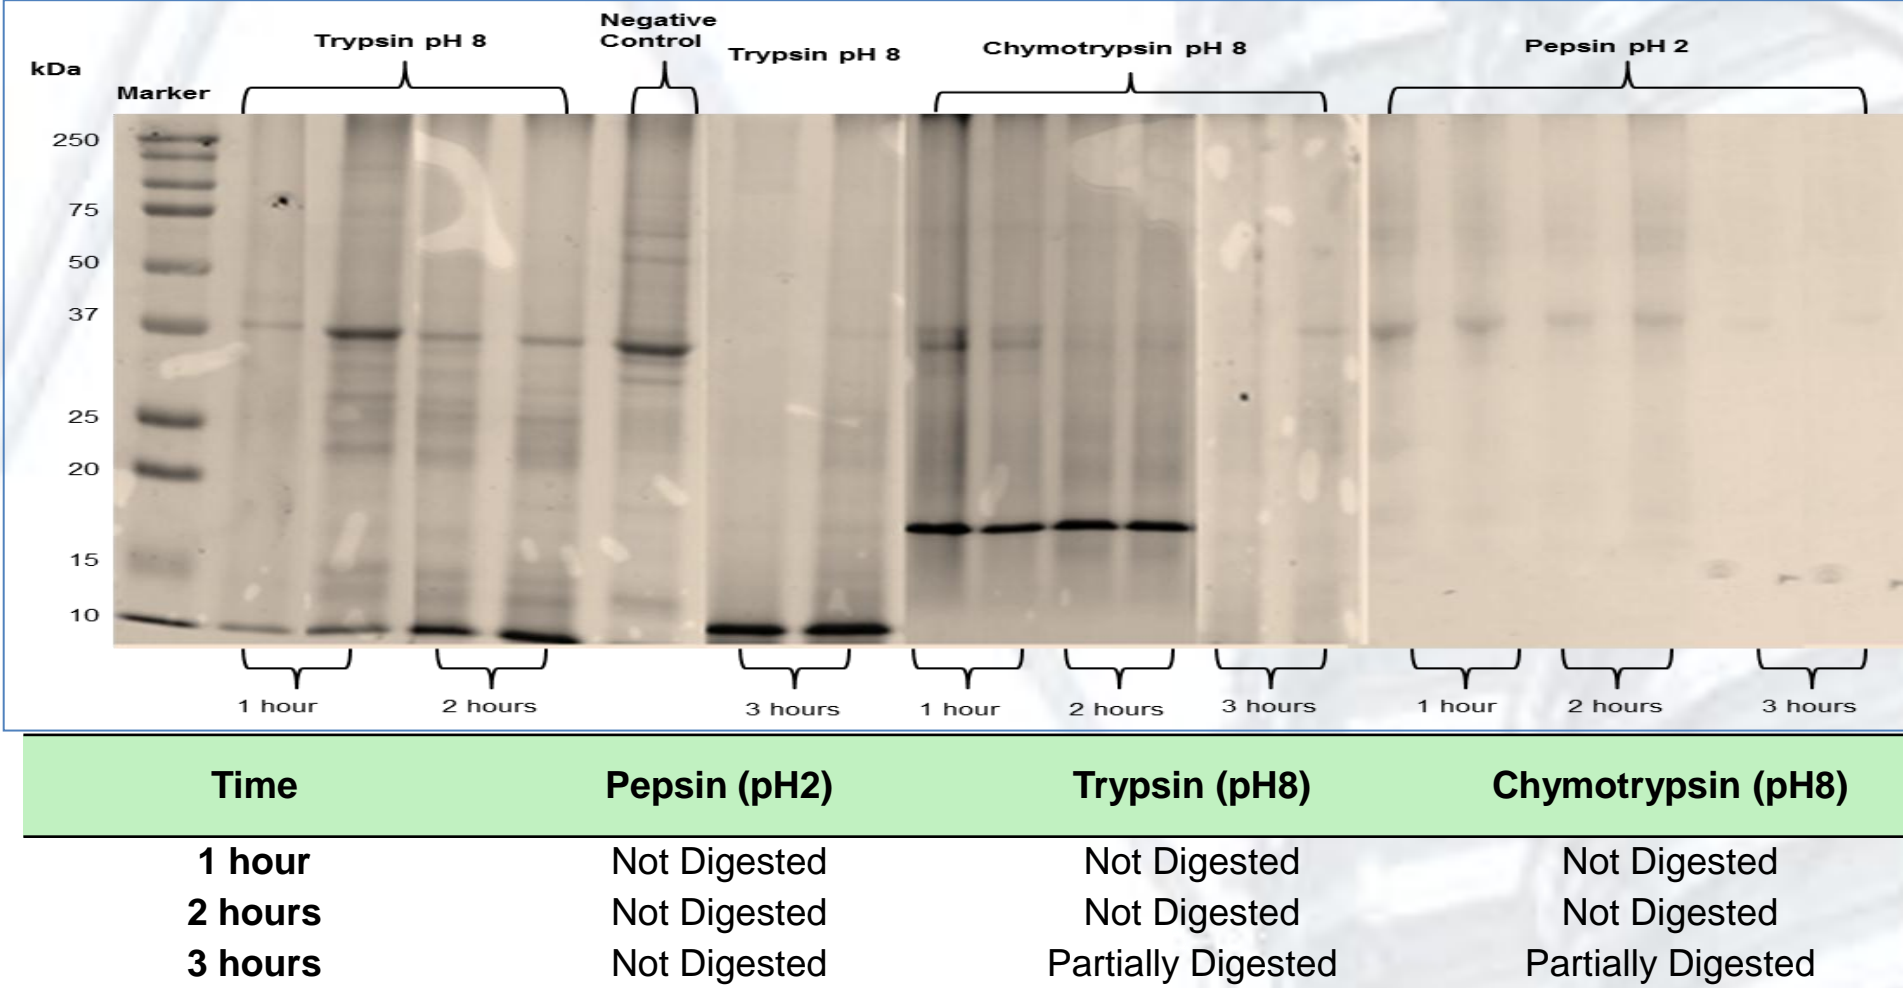 Negative
Control
Trypsin pH 8
Trypsin pH 8
Chymotrypsin pH 8
Pepsin pH 2
kDa
Marker
250
75
50
37
25
20
15
10
1 hour
2 hours
3 hours
1 hour
2 hours
3 hours
1 hour
2 hours
3 hours
Time Pepsin (pH2) Trypsin (pH8) Chymotrypsin (pH8)
1 hour Not Digested Not Digested Not Digested
2 hours Not Digested Not Digested Not Digested
3 hours Not Digested Partially Digested Partially Digested